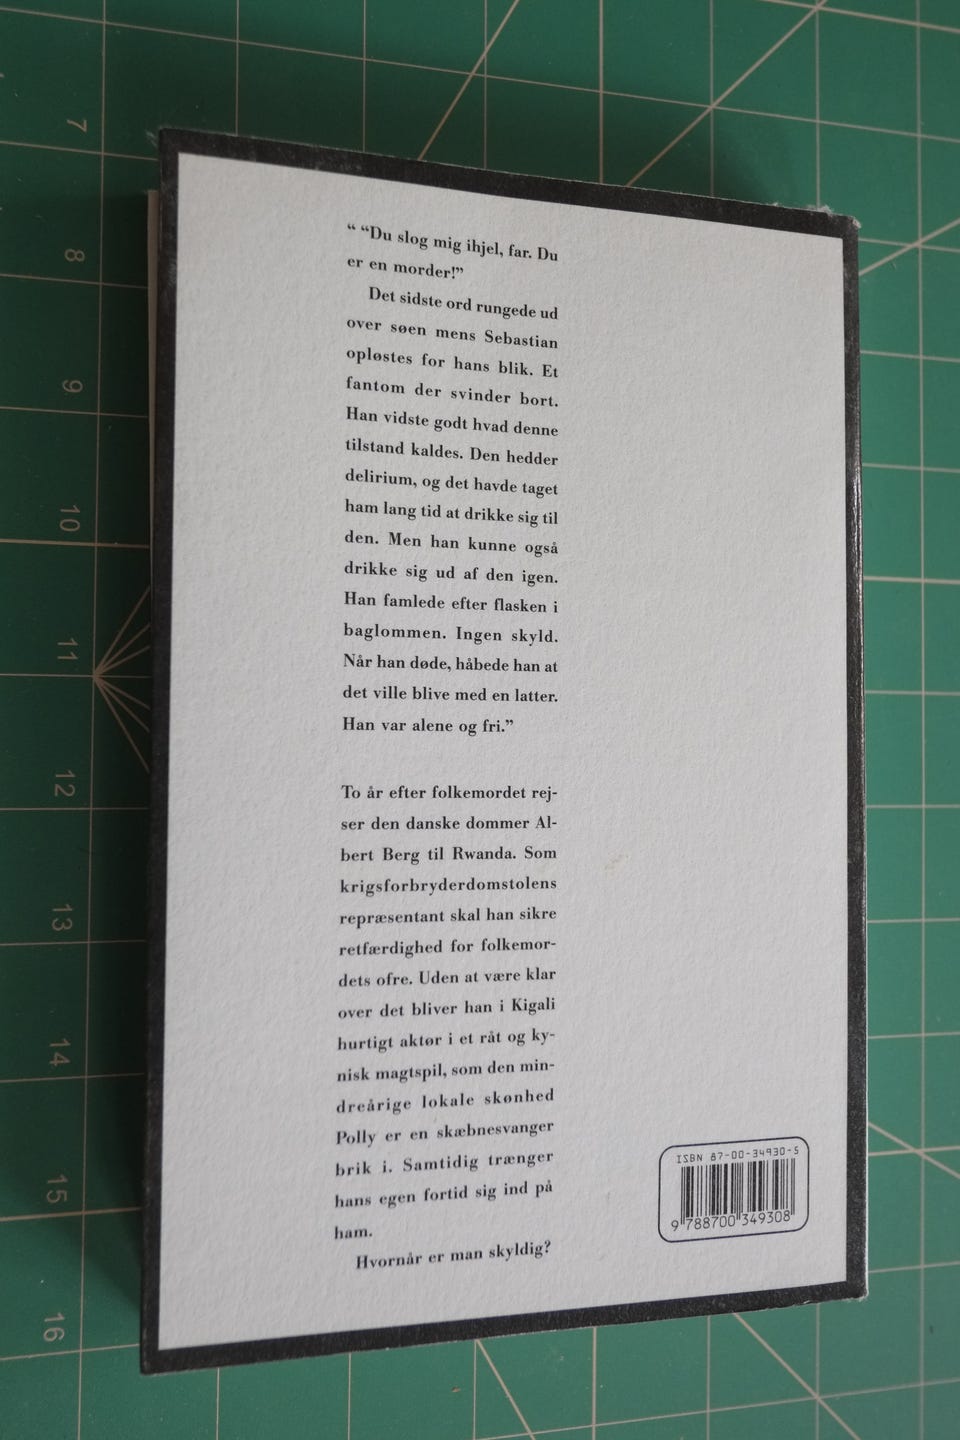 “ “Du slog mig ihjel, far. Du
er en morder!”
Det sidste ord rungede ud
over søen mens Sebastian
opløstes for hans blik. Et
fantom der svinder bort.
Han vidste godt hvad denne
tilstand kaldes. Den hedder
delirium, og det havde taget
ham lang tid at drikke sig til
den. Men han kunne også
drikke sig ud af den igen.
Han famlede efter flasken i
baglommen. Ingen skyld.
Når han døde, håbede han at
det ville blive med en latter.
Han var alene og fri.”
To år efter folkemordet rej-
ser den danske dommer Al-
bert Berg til Rwanda. Som
krigsforbryderdomstolens
repræsentant skal han sikre
retfærdighed for folkemor-
dets ofre. Uden at være klar
over det bliver han i Kigali
hurtigt aktør i et råt og ky-
nisk magtspil, som den min-
dreårige lokale skønhed
Polly er en skæbnesvanger
brik i. Samtidig trænger
hans egen fortid sig ind på
ham.
Hvornår er man skyldig?
ISBN 87-00-34930-5
9 788700 349308
7
8
9
10
11
12
13
14
15
16